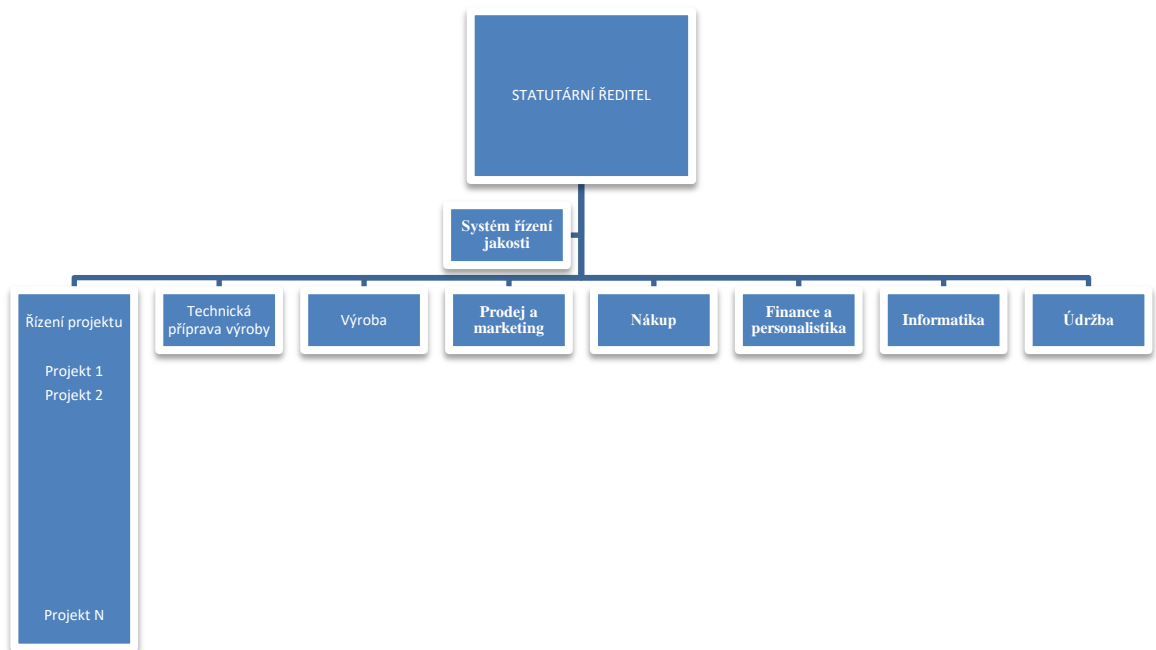 STATUTÁRNÍ ŘEDITEL
Systém řízení
jakosti
Řízení projektu
Projekt 1
Projekt 2
Projekt N
Technická
příprava výroby
Výroba
Prodej a
marketing
Nákup
Finance a
personalistika
Informatika
Údržba